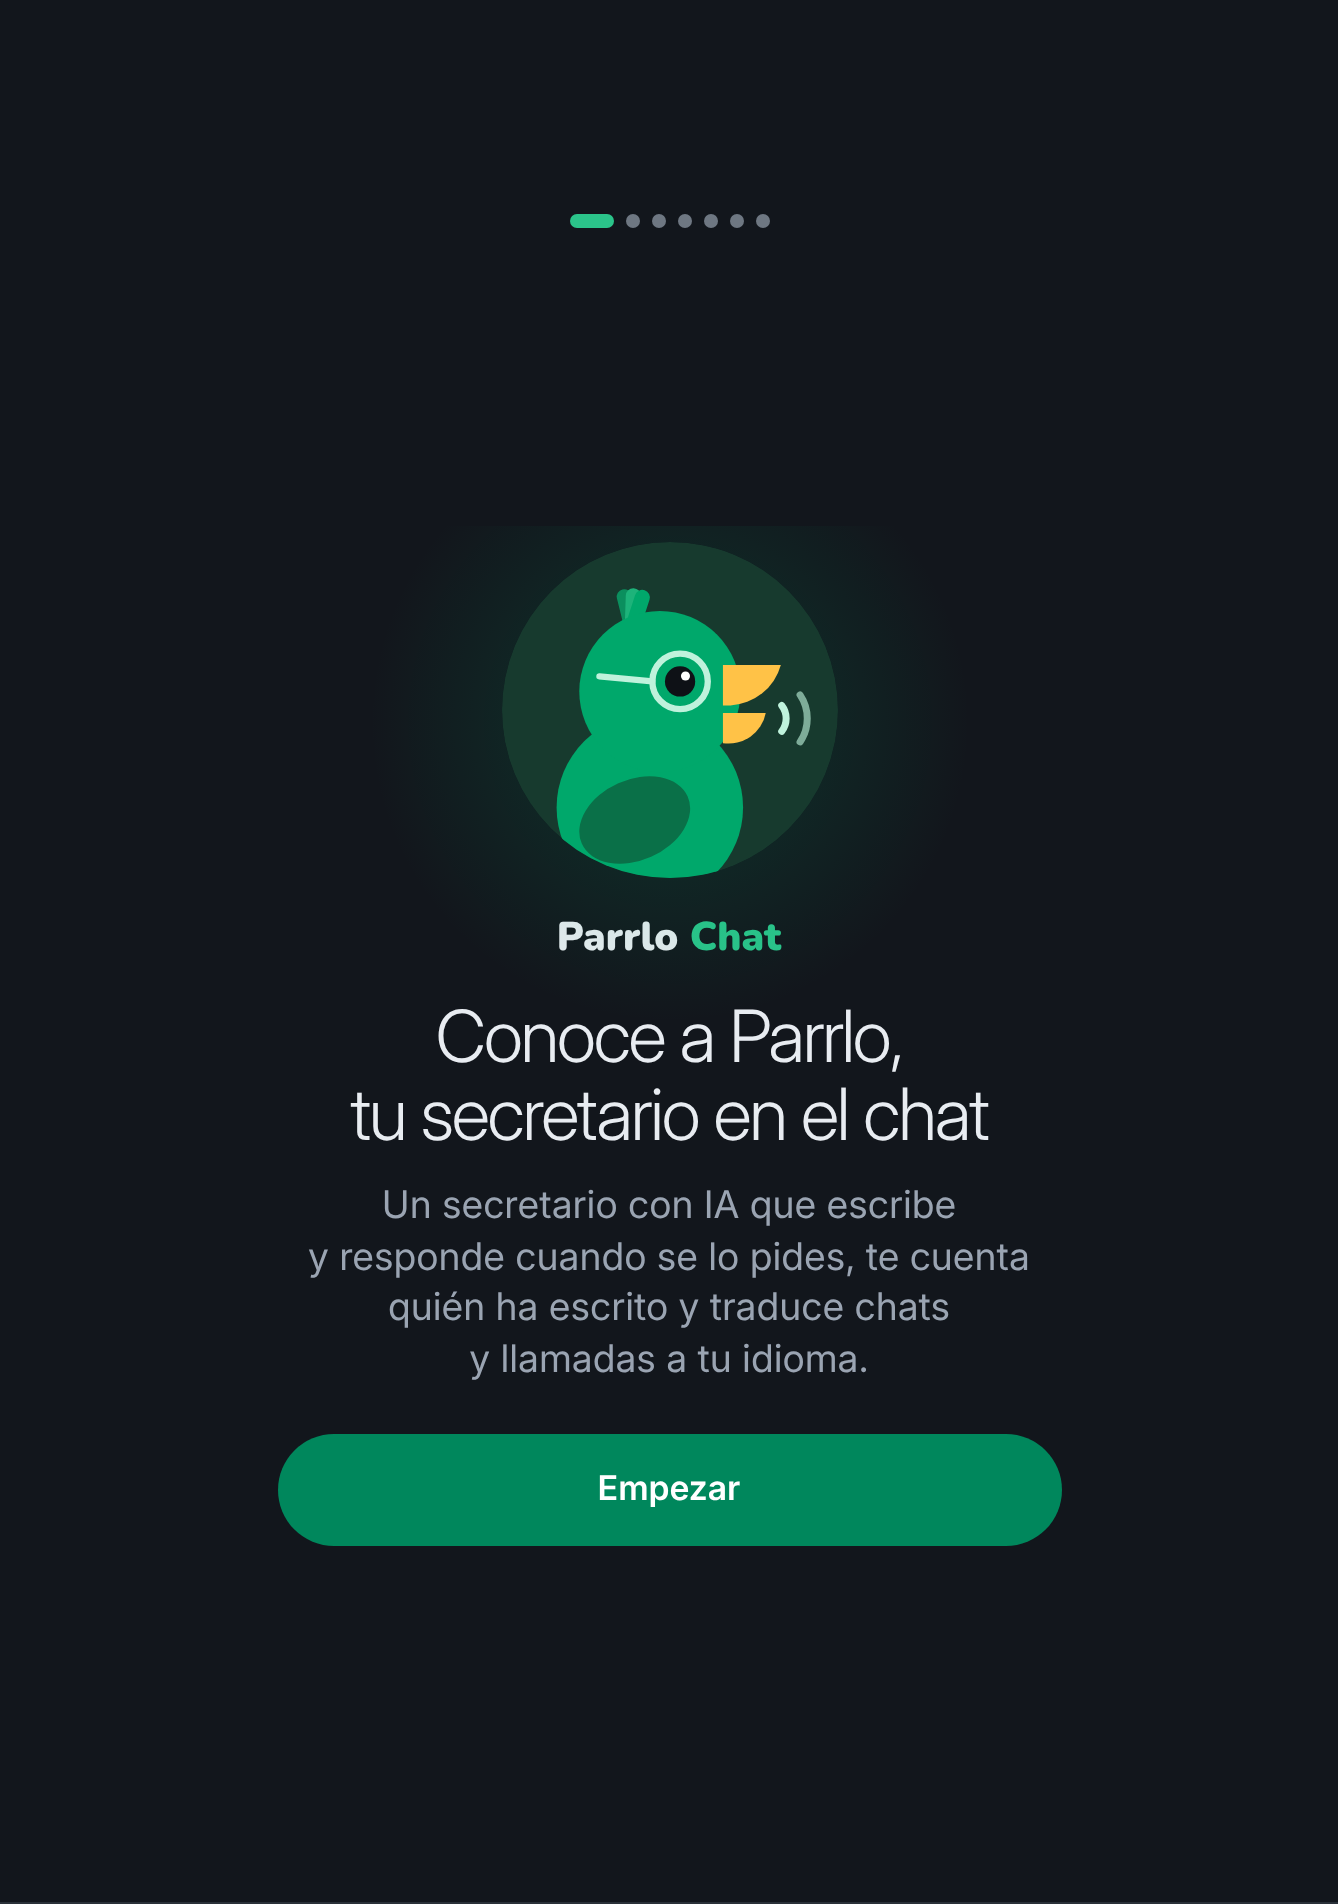 Parrlo Chat
Conoce a Parrlo,
tu secretario en el chat
Un secretario con IA que escribe
y responde cuando se lo pides, te cuenta
quién ha escrito y traduce chats
y llamadas a tu idioma.
Empezar